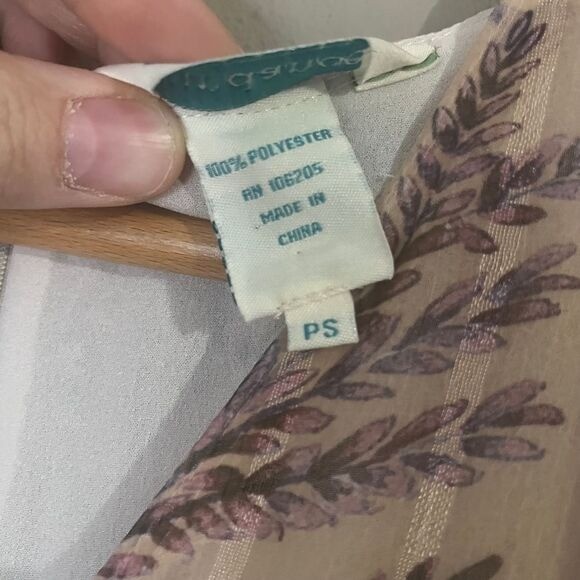 100% POLYESTER
RN 106205
MADE IN
CHINA
PS